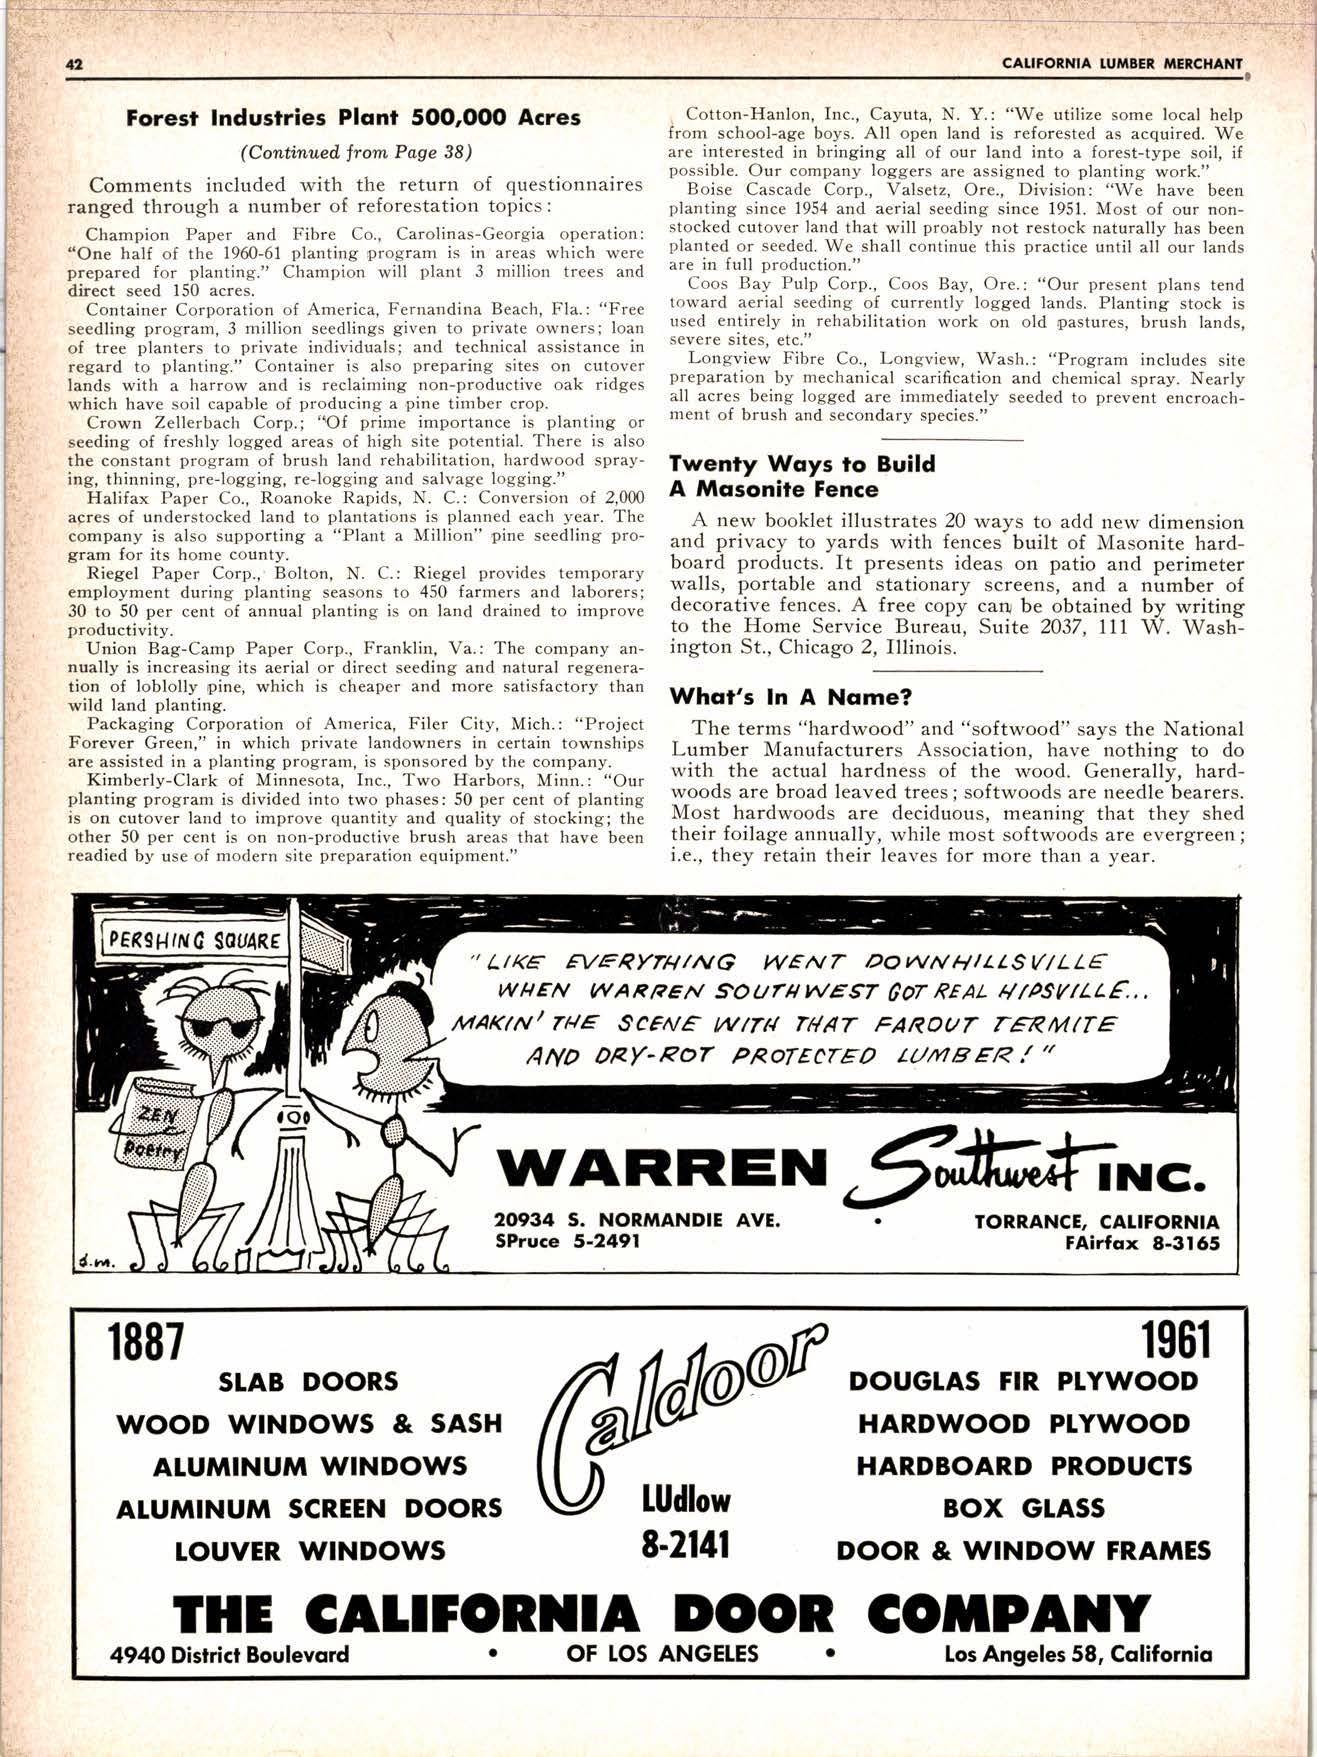 42
CALIFORNIA LUMBER MERCHANT
Forest Industries Plant 500,000 Acres
(Continued from Page 38)
Comments included with the return of questionnaires
ranged through a number of reforestation topics:
Champion Paper and Fibre Co., Carolinas-Georgia operation:
"One half of the 1960-61 planting program is in areas which were
prepared for planting." Champion will plant 3 million trees and
direct seed 150 acres.
Container Corporation of America, Fernandina Beach, Fla.: "Free
seedling program, 3 million seedlings given to private owners; loan
of tree planters to private individuals; and technical assistance in
regard to planting." Container is also preparing sites on cutover
lands with a harrow and is reclaiming non-productive oak ridges
which have soil capable of producing a pine timber crop.
Crown Zellerbach Corp.; "Of prime importance is planting or
seeding of freshly logged areas of high site potential. There is also
the constant program of brush land rehabilitation, hardwood spray-
ing, thinning, pre-logging, re-logging and salvage logging."
Halifax Paper Co., Roanoke Rapids, N. C.: Conversion of 2,000
acres of understocked land to plantations is planned each year. The
company is also supporting a "Plant a Million" pine seedling pro-
gram for its home county.
Riegel Paper Corp., Bolton, N. C.: Riegel provides temporary
employment during planting seasons to 450 farmers and laborers;
30 to 50 per cent of annual planting is on land drained to improve
productivity.
Union Bag-Camp Paper Corp., Franklin, Va.: The company an-
nually is increasing its aerial or direct seeding and natural regenera-
tion of loblolly pine, which is cheaper and more satisfactory than
wild land planting.
Packaging Corporation of America, Filer City, Mich.: "Project
Forever Green," in which private landowners in certain townships
are assisted in a planting program, is sponsored by the company.
Kimberly-Clark of Minnesota, Inc., Two Harbors, Minn.: "Our
planting program is divided into two phases: 50 per cent of planting
is on cutover land to improve quantity and quality of stocking; the
other 50 per cent is on non-productive brush areas that have been
readied by use of modern site preparation equipment."
Cotton-Hanlon, Inc., Cayuta, N. Y.: "We utilize some local help
from school-age boys. All open land is reforested as acquired. We
are interested in bringing all of our land into a forest-type soil, if
possible. Our company loggers are assigned to planting work."
Boise Cascade Corp., Valsetz, Ore., Division: "We have been
planting since 1954 and aerial seeding since 1951. Most of our non-
stocked cutover land that will proably not restock naturally has been
planted or seeded. We shall continue this practice until all our lands
are in full production."
Coos Bay Pulp Corp., Coos Bay, Ore.: "Our present plans tend
toward aerial seeding of currently logged lands. Planting stock is
used entirely in rehabilitation work on old pastures, brush lands,
severe sites, etc."
Longview Fibre Co., Longview, Wash.: "Program includes site
preparation by mechanical scarification and chemical spray. Nearly
all acres being logged are immediately seeded to prevent encroach-
ment of brush and secondary species."
Twenty Ways to Build
A Masonite Fence
A new booklet illustrates 20 ways to add new dimension
and privacy to yards with fences built of Masonite hard-
board products. It presents ideas on patio and perimeter
walls, portable and stationary screens, and a number of
decorative fences. A free copy can be obtained by writing
to the Home Service Bureau, Suite 2037, 111 W. Wash-
ington St., Chicago 2, Illinois.
What's In A Name?
The terms "hardwood" and "softwood" says the National
Lumber Manufacturers Association, have nothing to do
with the actual hardness of the wood. Generally, hard-
woods are broad leaved trees; softwoods are needle bearers.
Most hardwoods are deciduous, meaning that they shed
their foilage annually, while most softwoods are evergreen;
i.e., they retain their leaves for more than a year.
PERSHING SQUARE
"LIKE EVERYTHING WENT DOWNHILLSVILLE
WHEN WARREN SOUTHWEST GOT REAL HIPSVILLE...
MAKIN' THE SCENE WITH THAT FAROUT TERMITE
AND DRY-ROT PROTECTED LUMBER!"
ZEN
Poetry
S.M.
WARREN Southwest INC.
20934 S. NORMANDIE AVE. • TORRANCE, CALIFORNIA
SPruce 5-2491 FAirfax 8-3165
1887
SLAB DOORS
WOOD WINDOWS & SASH
ALUMINUM WINDOWS
ALUMINUM SCREEN DOORS
LOUVER WINDOWS
Caldoor
LUdlow
8-2141
1961
DOUGLAS FIR PLYWOOD
HARDWOOD PLYWOOD
HARDBOARD PRODUCTS
BOX GLASS
DOOR & WINDOW FRAMES
THE CALIFORNIA DOOR COMPANY
4940 District Boulevard • OF LOS ANGELES • Los Angeles 58, California